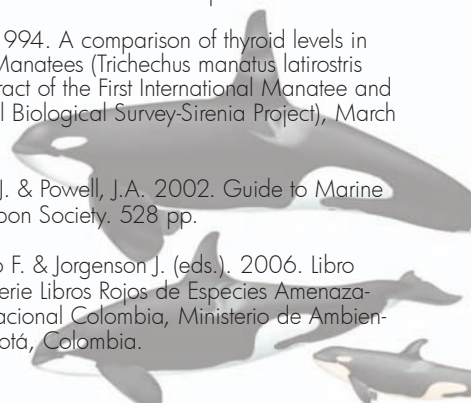 1994. A comparison of thyroid levels in
Manatees (Trichechus manatus latirostris
ract of the First International Manatee and
l Biological Survey-Sirenia Project), March
J. & Powell, J.A. 2002. Guide to Marine
bon Society. 528 pp.
o F. & Jorgenson J. (eds.). 2006. Libro
erie Libros Rojos de Especies Amenaza-
acional Colombia, Ministerio de Ambien-
otá, Colombia.